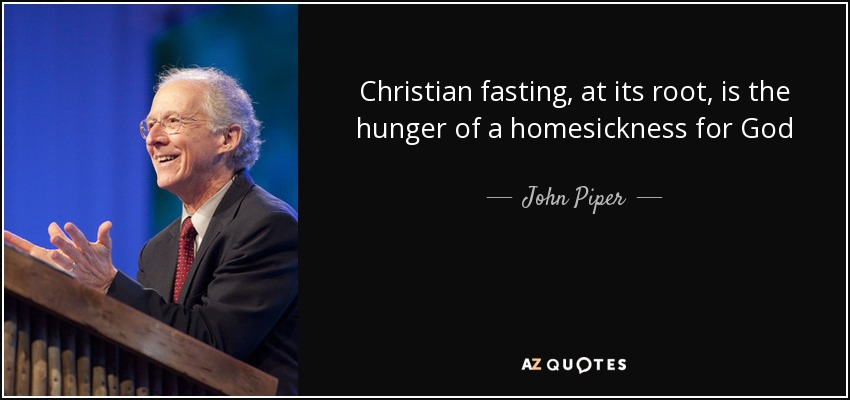 Christian fasting, at its root, is the
hunger of a homesickness for God
John Piper
AZ QUOTES